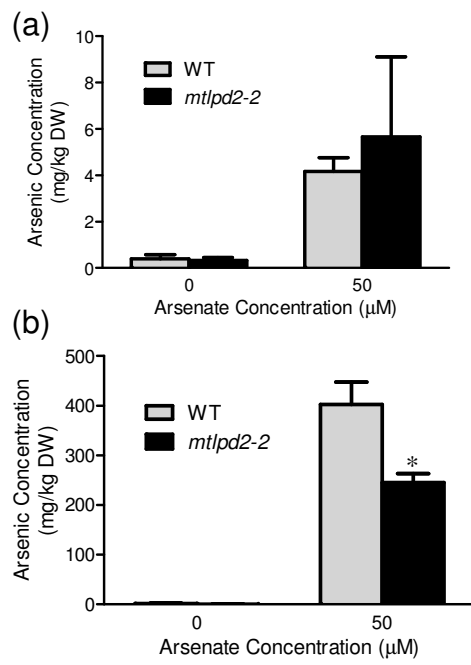 (a)
Arsenic Concentration
(mg/kg DW)
10
8
6
4
2
0
WT
mtlpd2-2
0
50
Arsenate Concentration (µM)
(b)
Arsenic Concentration
(mg/kg DW)
500
400
300
200
100
0
WT
mtlpd2-2
*
0
50
Arsenate Concentration (µM)